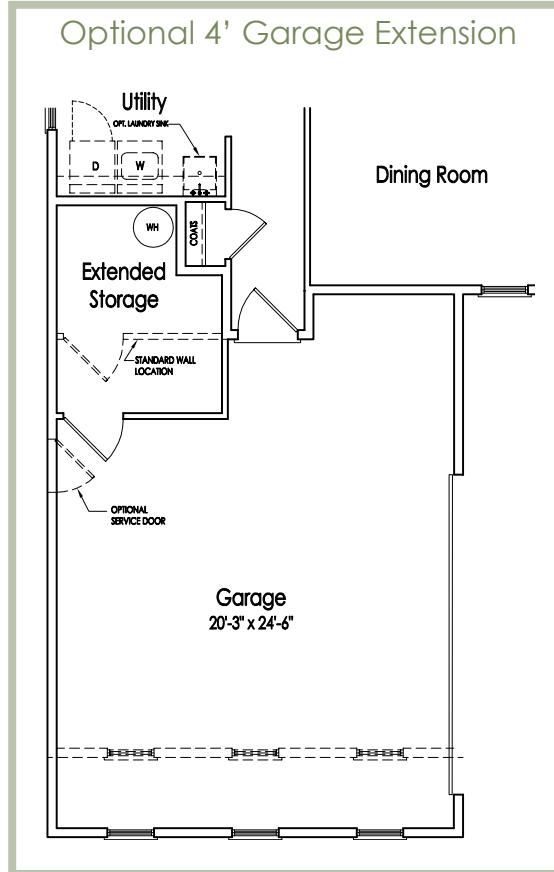 Optional 4’ Garage Extension
Utility
OPT. LAUNDRY SINK
D
W
Dining Room
COATS
WH
Extended
Storage
STANDARD WALL
LOCATION
OPTIONAL
SERVICE DOOR
Garage
20'-3" x 24'-6"